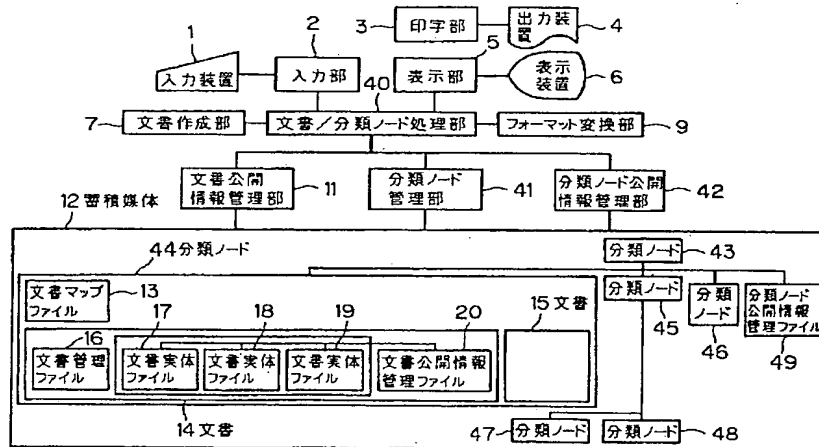 3 印字部 出力装置 4
1 入力装置
2 入力部
5 表示部
表示装置 6
7 文書作成部
40 文書/分類ノード処理部
フォーマット変換部 9
文書公開
情報管理部 11
分類ノード
管理部 41
分類ノード公開
情報管理部 42
12 蓄積媒体
44 分類ノード
分類ノード 43
13
文書マップ
ファイル
分類ノード 45
分類
ノード 46
分類ノード
公開情報
管理ファイル 49
15 文書
16
文書管理
ファイル
17
文書実体
ファイル
18
文書実体
ファイル
19
文書実体
ファイル
20
文書公開情報
管理ファイル
14 文書
47 分類ノード
分類ノード 48